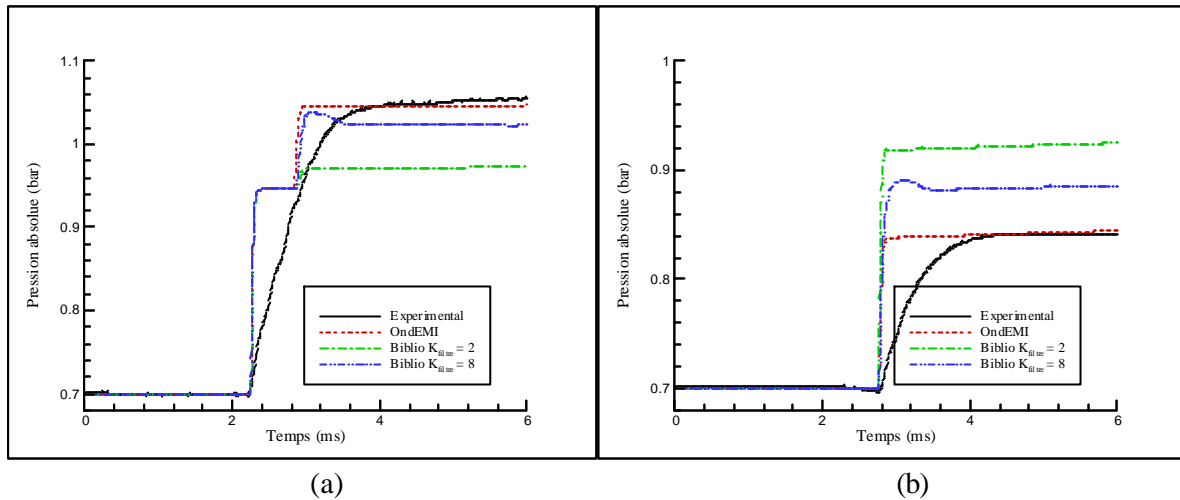 1.1
1
0.9
0.8
0.7
Pression absolue (bar)
0
2
4
6
Temps (ms)
Experimental
OndEMI
Biblio K_filtre = 2
Biblio K_filtre = 8
(a)
1
0.9
0.8
0.7
Pression absolue (bar)
0
2
4
6
Temps (ms)
Experimental
OndEMI
Biblio K_filtre = 2
Biblio K_filtre = 8
(b)